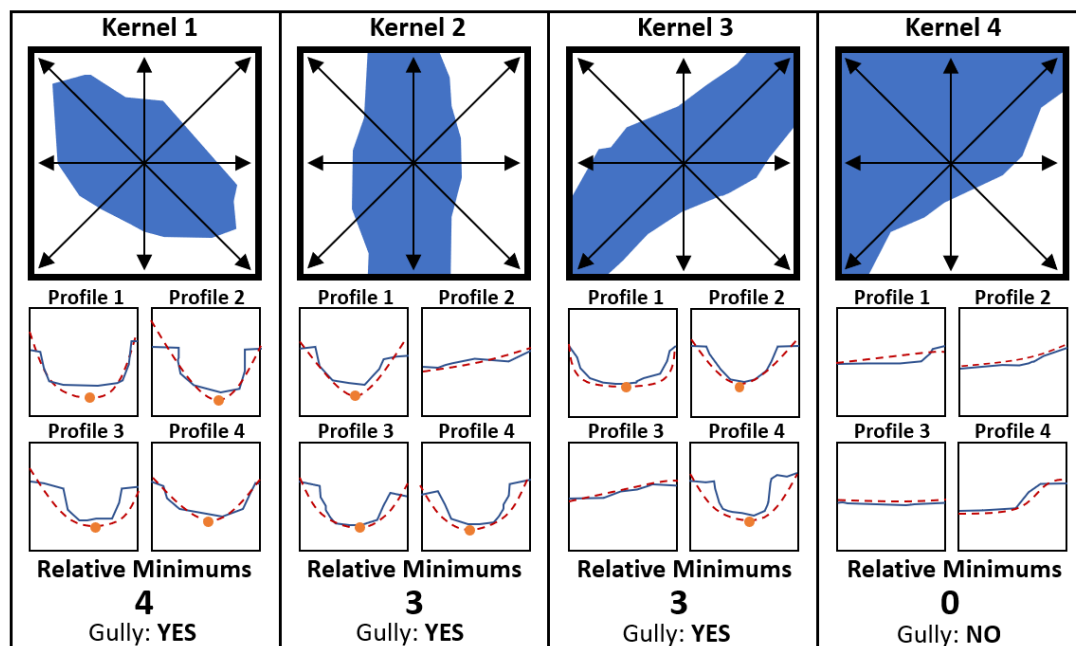 Kernel 1
Profile 1 Profile 2
Profile 3 Profile 4
Relative Minimums
4
Gully: YES
Kernel 2
Profile 1 Profile 2
Profile 3 Profile 4
Relative Minimums
3
Gully: YES
Kernel 3
Profile 1 Profile 2
Profile 3 Profile 4
Relative Minimums
3
Gully: YES
Kernel 4
Profile 1 Profile 2
Profile 3 Profile 4
Relative Minimums
0
Gully: NO